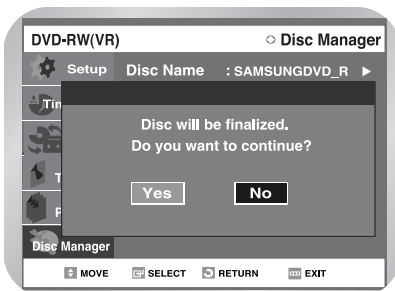 DVD-RW(VR) Disc Manager
Setup Disc Name : SAMSUNGDVD_R
Tin
Disc will be finalized.
Do you want to continue?
T
Yes No
P
Disc Manager
MOVE SELECT RETURN EXIT